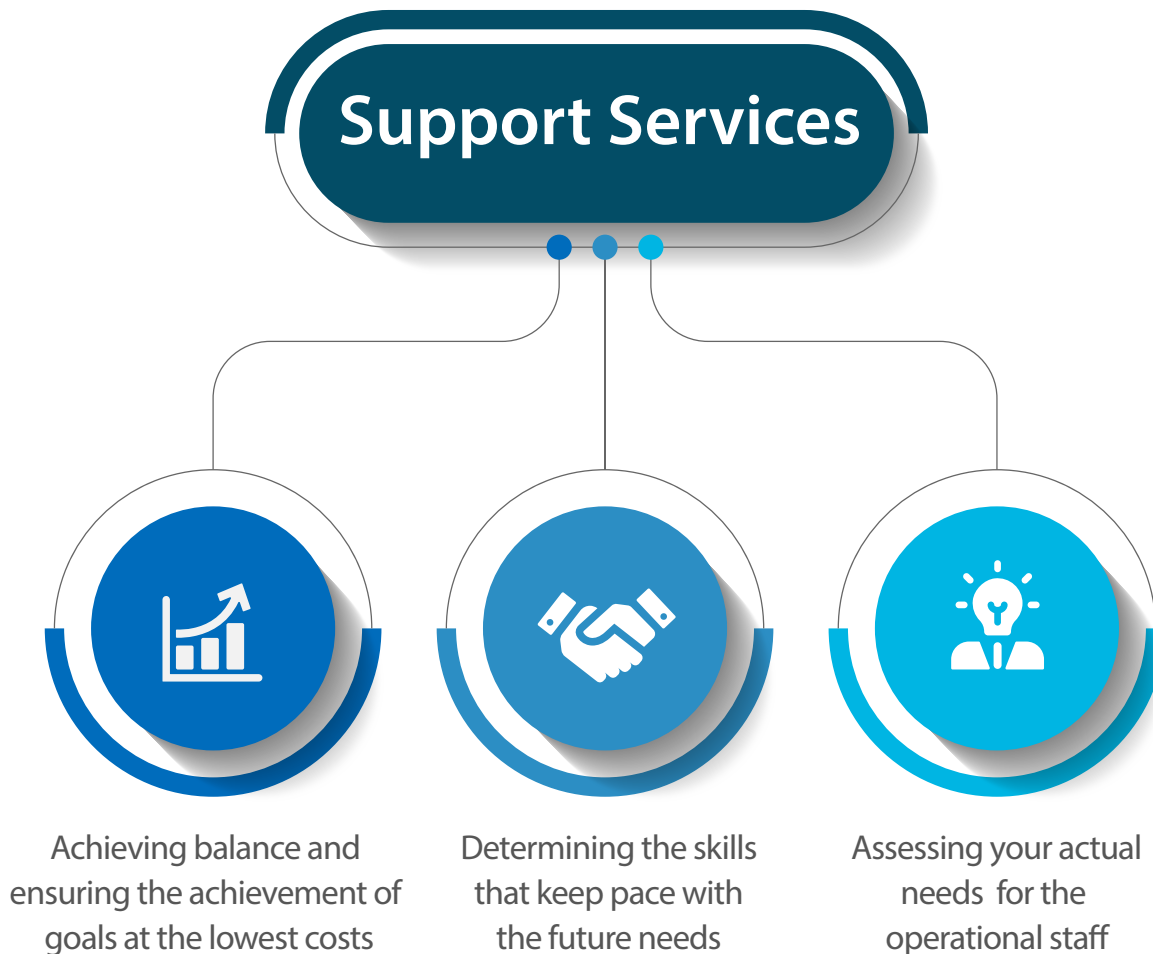 Support Services
Achieving balance and
ensuring the achievement of
goals at the lowest costs
Determining the skills
that keep pace with
the future needs
Assessing your actual
needs for the
operational staff